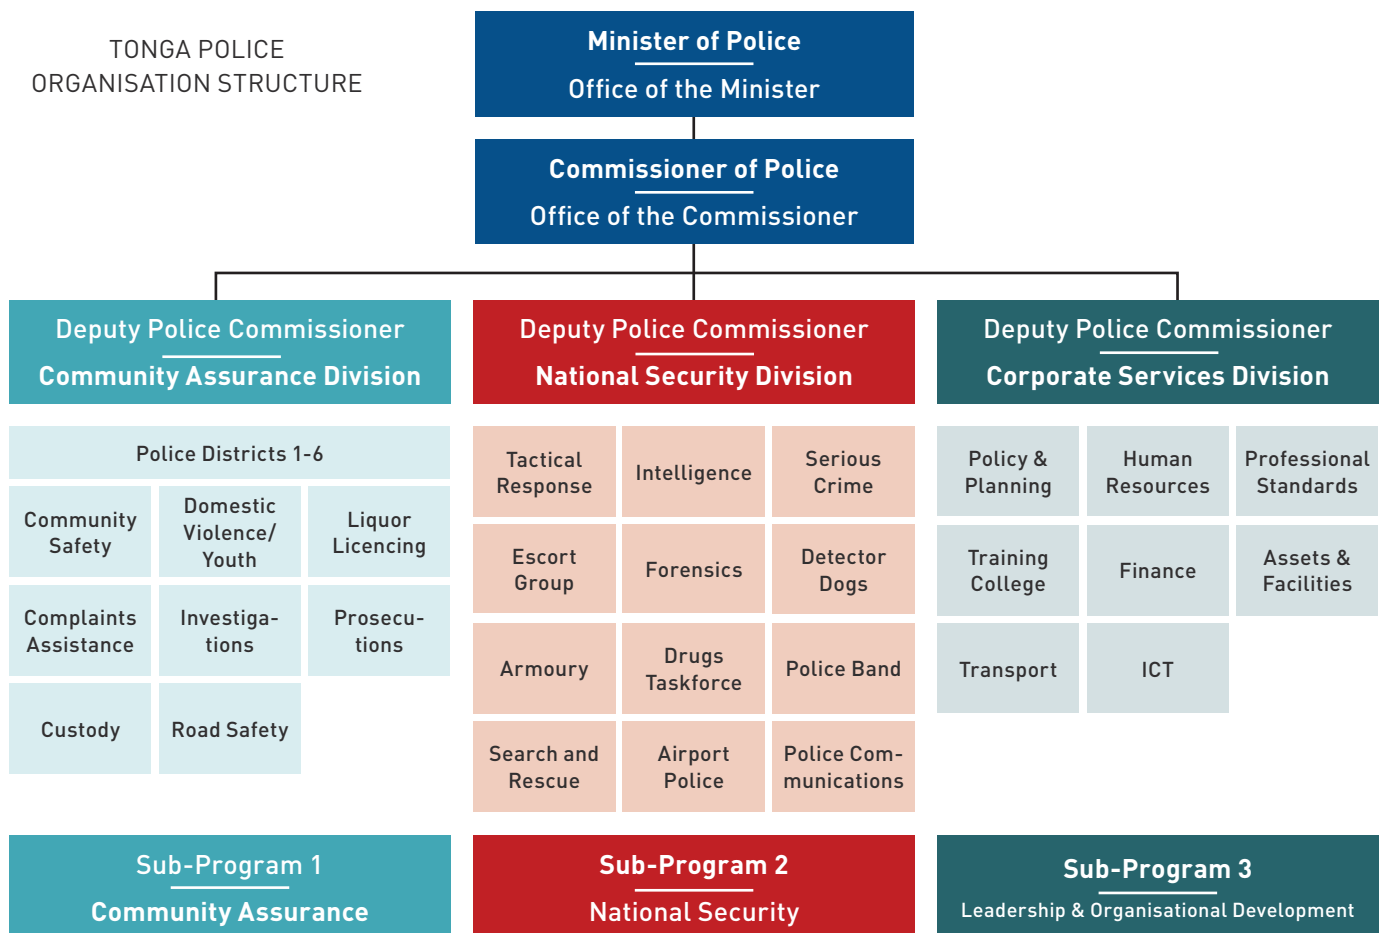 TONGA POLICE
ORGANISATION STRUCTURE
Minister of Police
Office of the Minister
Commissioner of Police
Office of the Commissioner
Deputy Police Commissioner
Community Assurance Division
Police Districts 1-6
Community
Safety
Domestic
Violence/
Youth
Liquor
Licencing
Complaints
Assistance
Investiga-
tions
Prosecu-
tions
Custody
Road Safety
Sub-Program 1
Community Assurance
Deputy Police Commissioner
National Security Division
Tactical
Response
Intelligence
Serious
Crime
Escort
Group
Forensics
Detector
Dogs
Armoury
Drugs
Taskforce
Police Band
Search and
Rescue
Airport
Police
Police Com-
munications
Sub-Program 2
National Security
Deputy Police Commissioner
Corporate Services Division
Policy &
Planning
Human
Resources
Professional
Standards
Training
College
Finance
Assets &
Facilities
Transport
ICT
Sub-Program 3
Leadership & Organisational Development